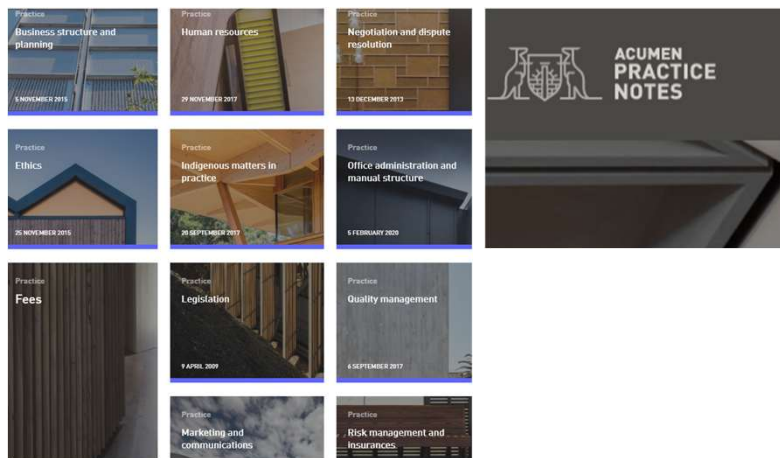 Practice
Business structure and
planning
5 NOVEMBER 2015
Practice
Human resources
29 NOVEMBER 2017
Practice
Negotiation and dispute
resolution
13 DECEMBER 2013
ACUMEN
PRACTICE
NOTES
Practice
Ethics
25 NOVEMBER 2015
Practice
Indigenous matters in
practice
20 SEPTEMBER 2017
Practice
Office administration and
manual structure
5 FEBRUARY 2020
Practice
Fees
Practice
Legislation
9 APRIL 2009
Practice
Quality management
6 SEPTEMBER 2017
Practice
Marketing and
communications
Practice
Risk management and
insurances